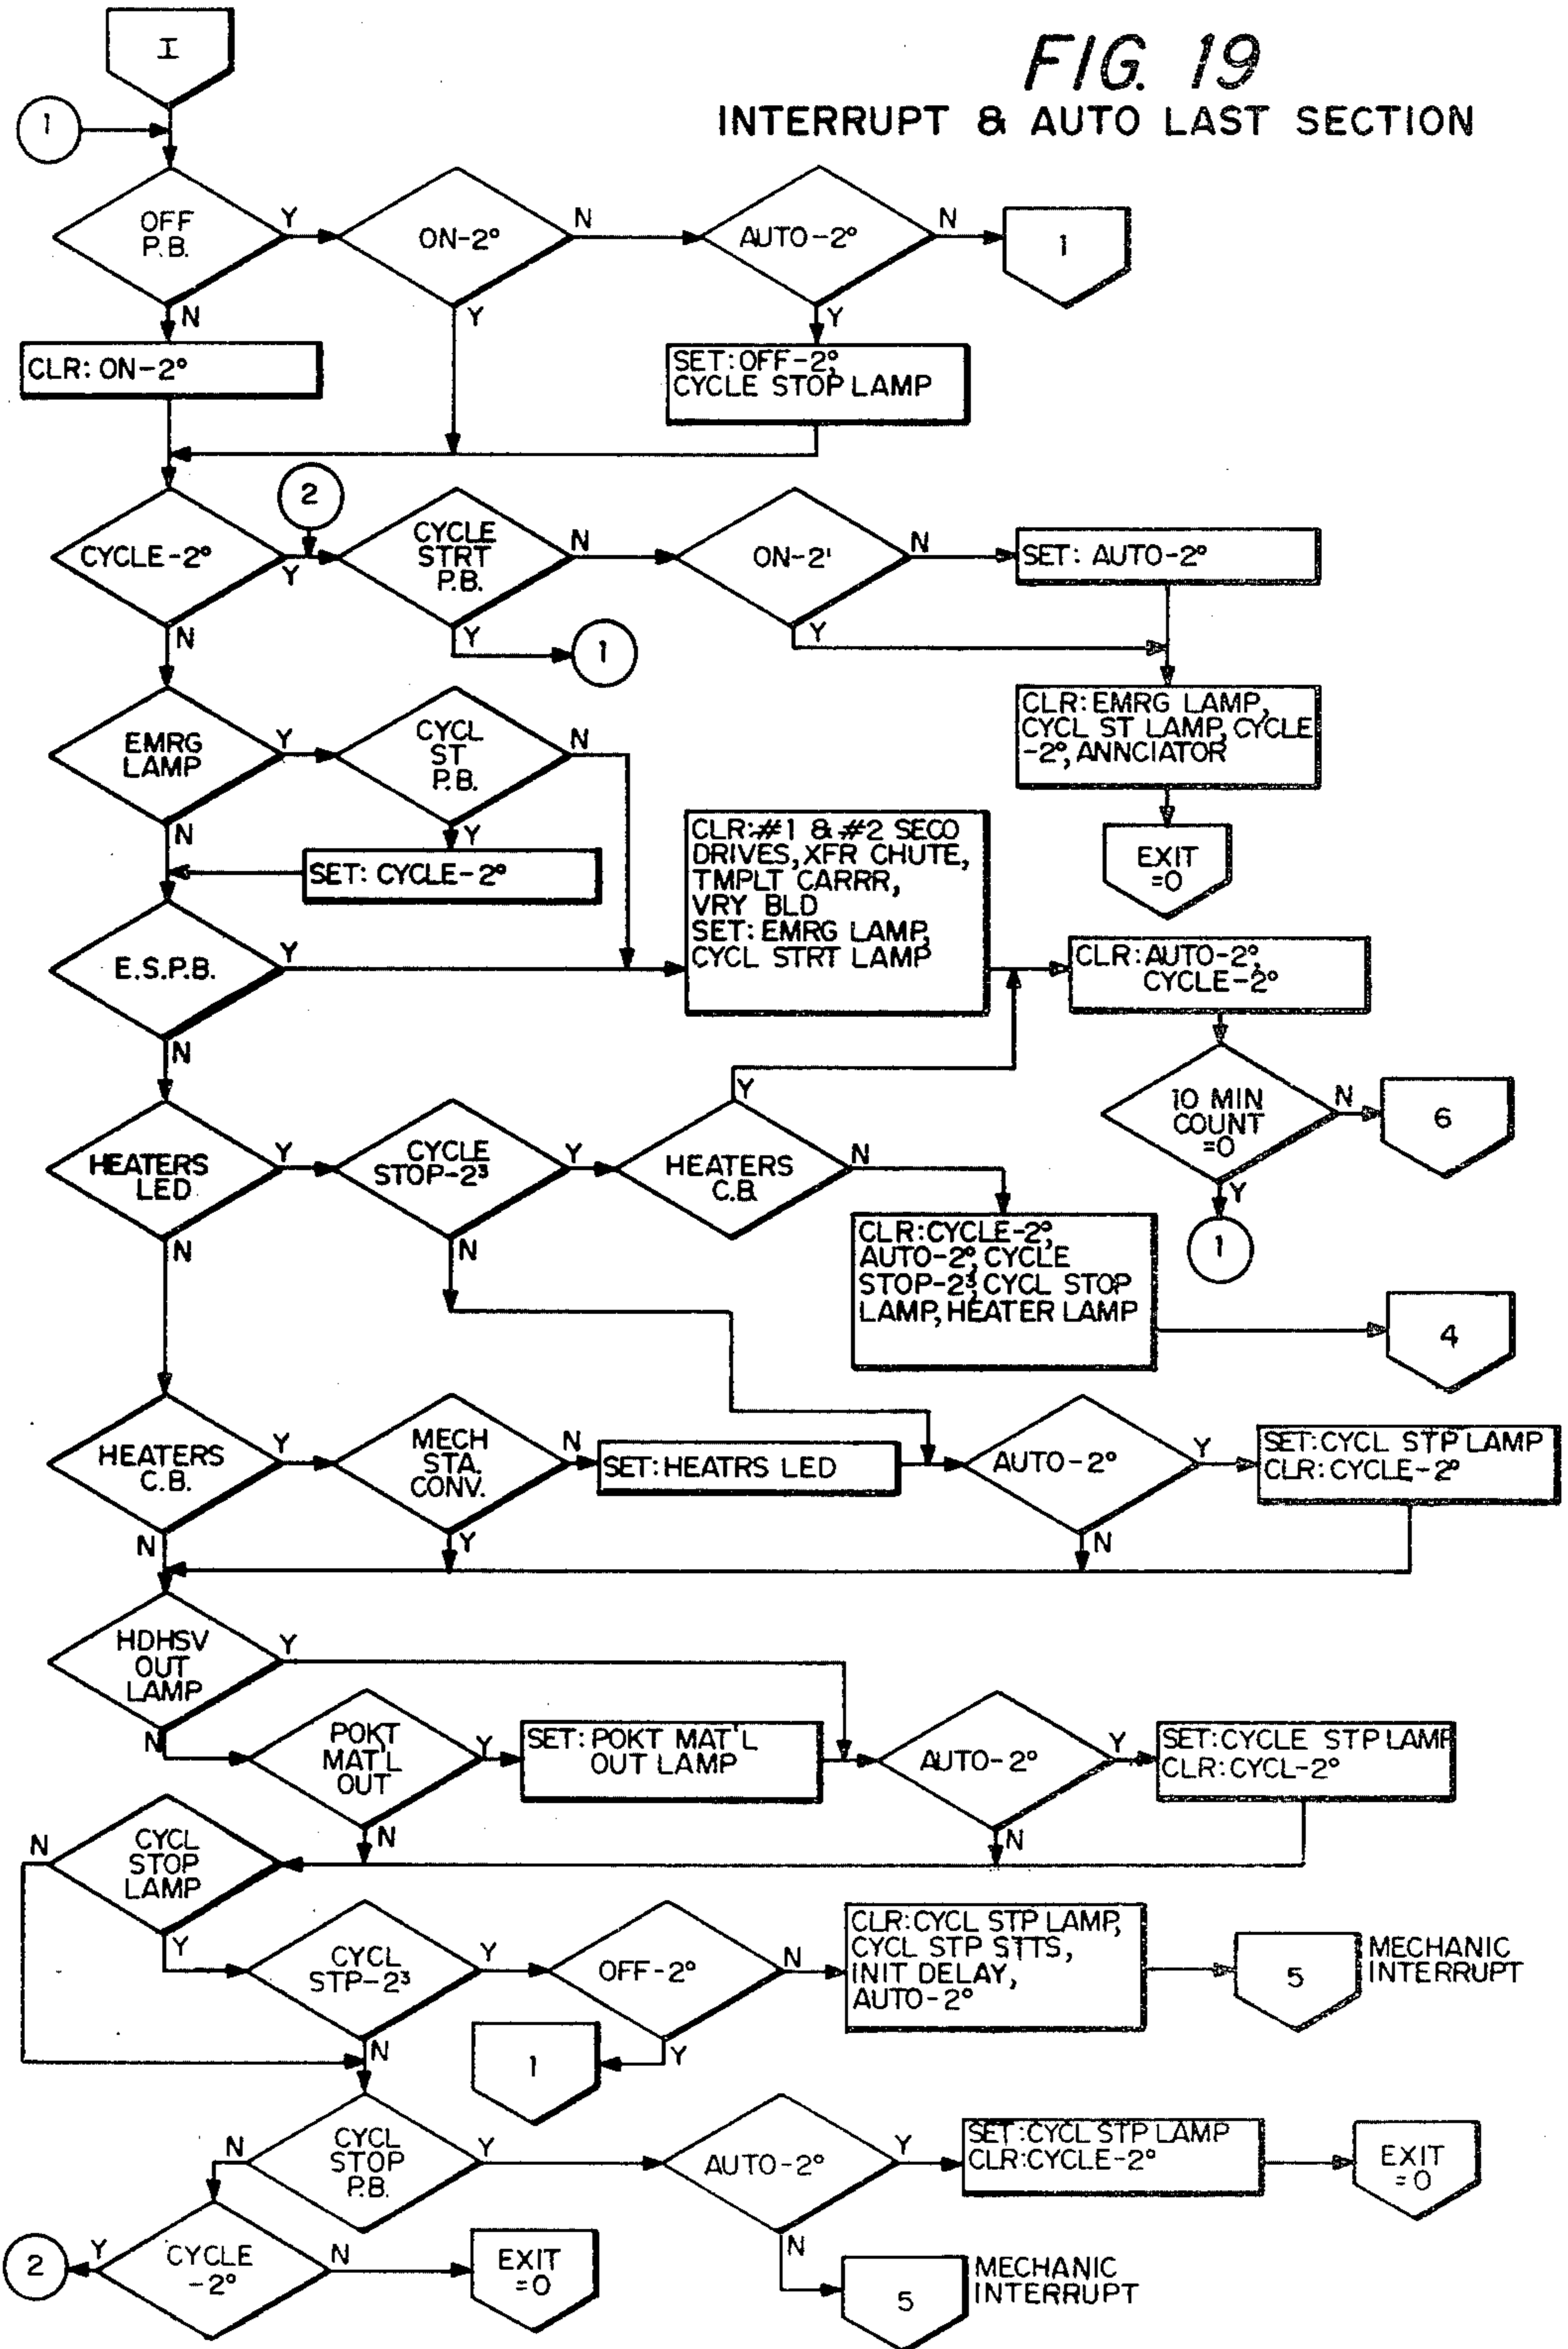 FIG. 19
INTERRUPT & AUTO LAST SECTION
I
1
OFF
P.B.
Y
N
ON-2°
N
Y
AUTO-2°
N
Y
1
CLR: ON-2°
SET: OFF-2°,
CYCLE STOP LAMP
CYCLE-2°
Y
N
2
CYCLE
STRT
P.B.
N
Y
1
ON-2'
N
Y
SET: AUTO-2°
EMRG
LAMP
Y
N
CYCL
ST
P.B.
N
Y
SET: CYCLE-2°
CLR: EMRG LAMP,
CYCL ST LAMP, CYCLE
-2°, ANNCIATOR
EXIT
=0
E.S.P.B.
Y
N
CLR:#1 & #2 SECO
DRIVES, XFR CHUTE,
TMPLT CARRR,
VRY BLD
SET: EMRG LAMP,
CYCL STRT LAMP
CLR: AUTO-2°,
CYCLE-2°
10 MIN
COUNT
=0
N
Y
6
1
HEATERS
LED
Y
N
CYCLE
STOP-2³
Y
N
HEATERS
C.B.
Y
N
CLR: CYCLE-2°,
AUTO-2°, CYCLE
STOP-2³, CYCL STOP
LAMP, HEATER LAMP
4
HEATERS
C.B.
Y
N
MECH
STA.
CONV.
N
Y
SET: HEATRS LED
AUTO-2°
Y
N
SET: CYCL STP LAMP
CLR: CYCLE-2°
HDHSV
OUT
LAMP
Y
N
POKT
MAT'L
OUT
Y
N
SET: POKT MAT'L
OUT LAMP
AUTO-2°
Y
N
SET: CYCLE STP LAMP
CLR: CYCL-2°
CYCL
STOP
LAMP
N
Y
CYCL
STP-2³
Y
N
OFF-2°
N
Y
1
CLR: CYCL STP LAMP,
CYCL STP STTS,
INIT DELAY,
AUTO-2°
5
MECHANIC
INTERRUPT
CYCL
STOP
P.B.
N
Y
AUTO-2°
Y
N
SET: CYCL STP LAMP
CLR: CYCLE-2°
EXIT
=0
2
Y
CYCLE
-2°
N
EXIT
=0
5
MECHANIC
INTERRUPT